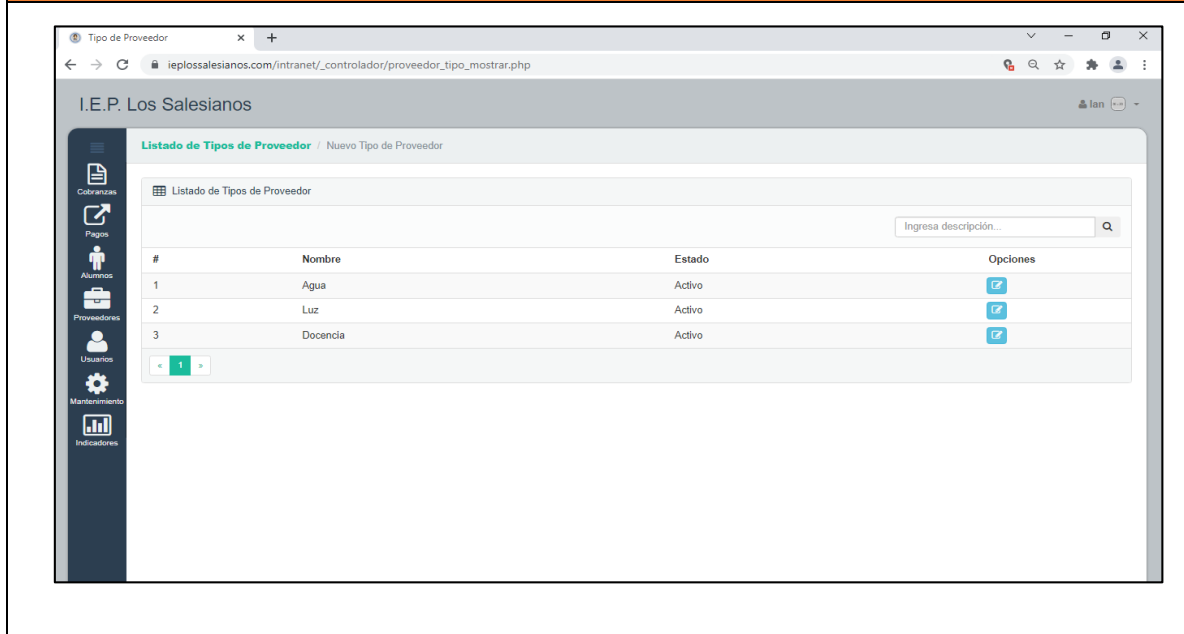 Tipo de Proveedor
ieplossalesianos.com/intranet/_controlador/proveedor_tipo_mostrar.php
I.E.P. Los Salesianos
Ian
Listado de Tipos de Proveedor / Nuevo Tipo de Proveedor
Cobranzas
Pagos
Alumnos
Proveedores
Usuarios
Mantenimiento
Indicadores
Listado de Tipos de Proveedor
Ingresa descripción...
# Nombre Estado Opciones
1 Agua Activo
2 Luz Activo
3 Docencia Activo
« 1 »